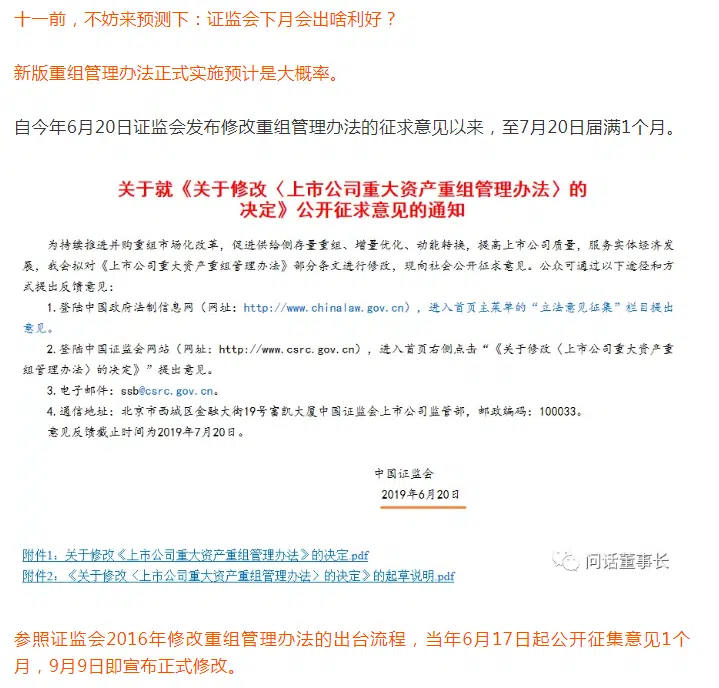 十一前，不妨来预测下：证监会下月会出啥利好？
新版重组管理办法正式实施预计是大概率。
自今年6月20日证监会发布修改重组管理办法的征求意见以来，至7月20日届满1个月。
关于就《关于修改〈上市公司重大资产重组管理办法〉的
决定》公开征求意见的通知
为持续推进并购重组市场化改革，促进供给侧存量重组、增量优化、动能转换，提高上市公司质量，服务实体经济发
展，我会拟对《上市公司重大资产重组管理办法》部分条文进行修改，现向社会公开征求意见。公众可通过以下途径和方
式提出反馈意见：
1.登陆中国政府法制信息网（网址：http://www.chinalaw.gov.cn），进入首页主菜单的“立法意见征集”栏目提出
意见。
2.登陆中国证监会网站（网址：http://www.csrc.gov.cn），进入首页右侧点击“《关于修改〈上市公司重大资产重
组管理办法〉的决定》”提出意见。
3.电子邮件：ssb@csrc.gov.cn。
4.通信地址：北京市西城区金融大街19号富凯大厦中国证监会上市公司监管部，邮政编码：100033。
意见反馈截止时间为2019年7月20日。
中国证监会
2019年6月20日
附件1：关于修改《上市公司重大资产重组管理办法》的决定.pdf
附件2：《关于修改〈上市公司重大资产重组管理办法〉的决定》的起草说明.pdf
问话董事长
参照证监会2016年修改重组管理办法的出台流程，当年6月17日起公开征集意见1个
月，9月9日即宣布正式修改。